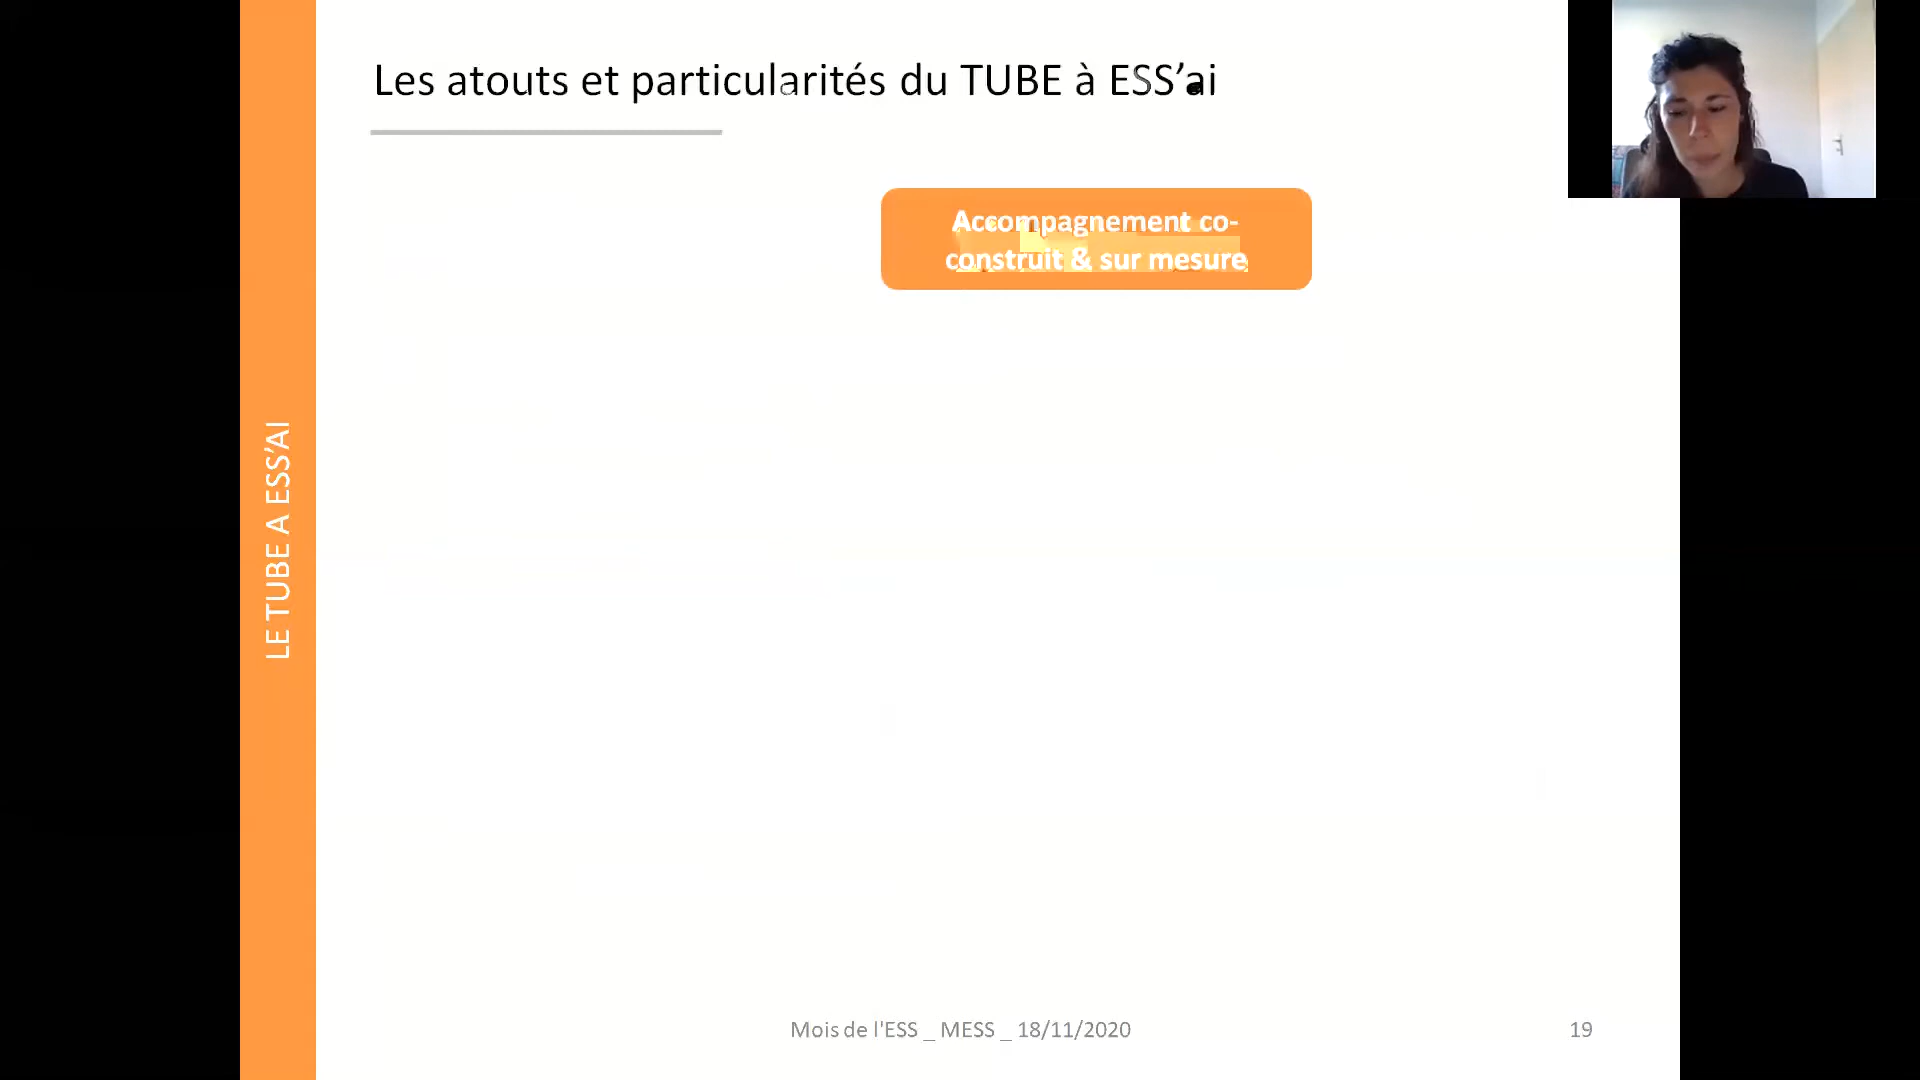 Les atouts et particularités du TUBE à ESS’ai
Accompagnement co-
construit & sur mesure
LE TUBE A ESS’AI
Mois de l'ESS _ MESS _ 18/11/2020
19